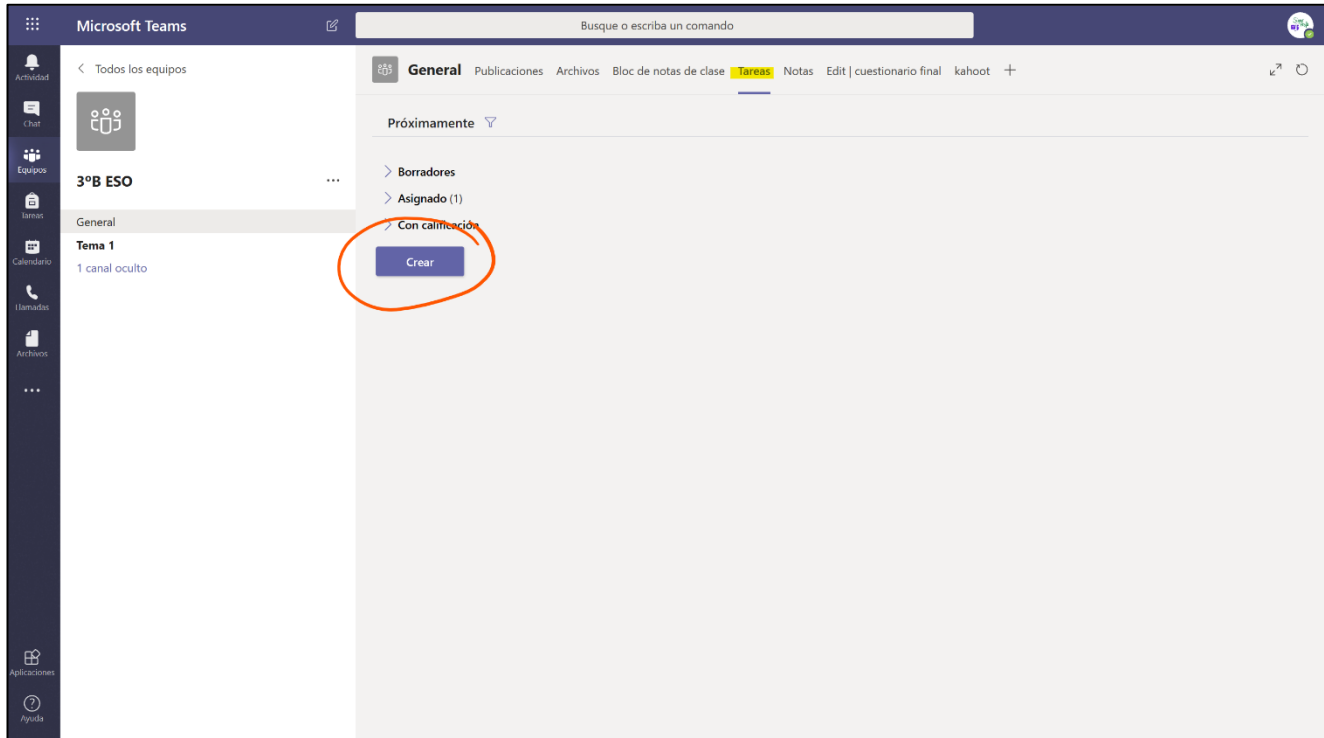 Microsoft Teams
Busque o escriba un comando
Actividad
Chat
Equipos
Tareas
Calendario
Llamadas
Archivos
Aplicaciones
Ayuda
Todos los equipos
3ºB ESO
General
Tema 1
1 canal oculto
General Publicaciones Archivos Bloc de notas de clase Tareas Notas Edit | cuestionario final kahoot
Próximamente
Borradores
Asignado (1)
Con calificación
Crear